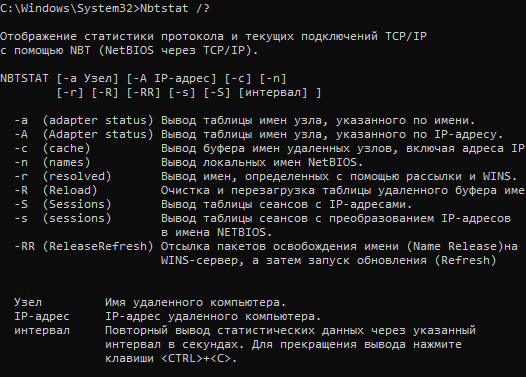 C:\Windows\System32>Nbtstat /?
Отображение статистики протокола и текущих подключений TCP/IP
с помощью NBT (NetBIOS через TCP/IP).
NBTSTAT [-a Узел] [-A IP-адрес] [-c] [-n]
[-r] [-R] [-RR] [-s] [-S] [интервал] ]
-a (adapter status) Вывод таблицы имен узла, указанного по имени.
-A (Adapter status) Вывод таблицы имен узла, указанного по IP-адресу.
-c (cache) Вывод буфера имен удаленных узлов, включая адреса IP
-n (names) Вывод локальных имен NetBIOS.
-r (resolved) Вывод имен, определенных с помощью рассылки и WINS.
-R (Reload) Очистка и перезагрузка таблицы удаленного буфера име
-S (Sessions) Вывод таблицы сеансов с IP-адресами.
-s (sessions) Вывод таблицы сеансов с преобразованием IP-адресов
в имена NETBIOS.
-RR (ReleaseRefresh) Отсылка пакетов освобождения имени (Name Release)на
WINS-сервер, а затем запуск обновления (Refresh)
Узел Имя удаленного компьютера.
IP-адрес IP-адрес удаленного компьютера.
интервал Повторный вывод статистических данных через указанный
интервал в секундах. Для прекращения вывода нажмите
клавиши <CTRL>+<C>.